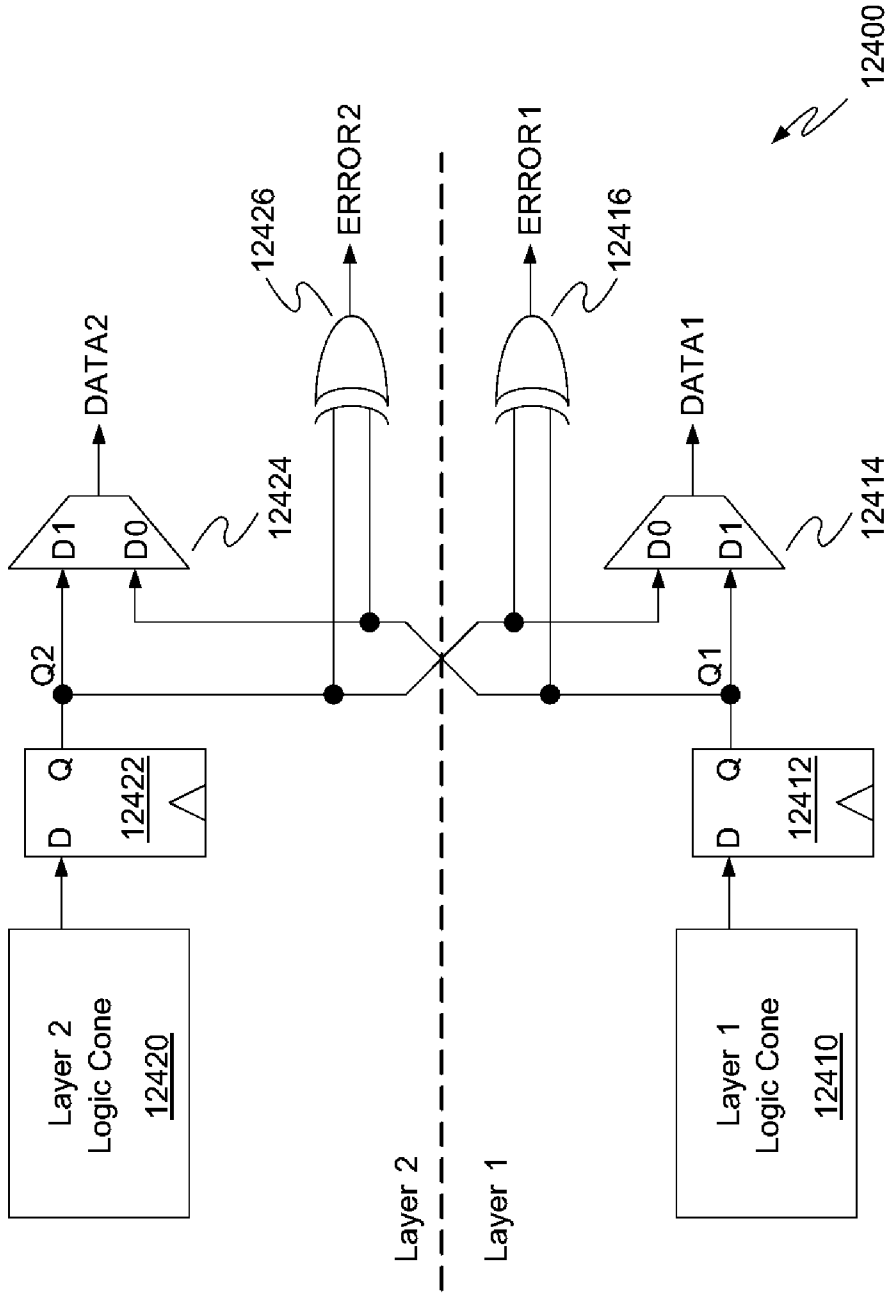 Layer 2
Logic Cone
12420
D
Q
12422
Q2
D1
D0
12424
DATA2
12426
ERROR2
Layer 2
Layer 1
ERROR1
12416
Layer 1
Logic Cone
12410
D
Q
12412
Q1
D0
D1
12414
DATA1
12400